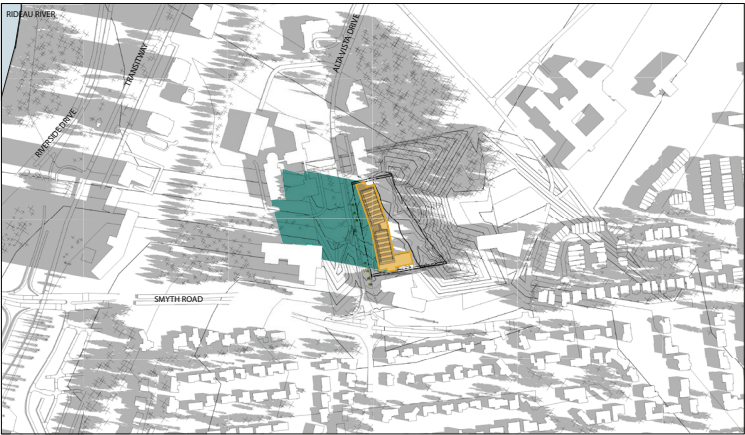 RIDEAU RIVER
ALTA VISTA DRIVE
TRANSITWAY
RIVERSIDE DRIVE
SMYTH ROAD